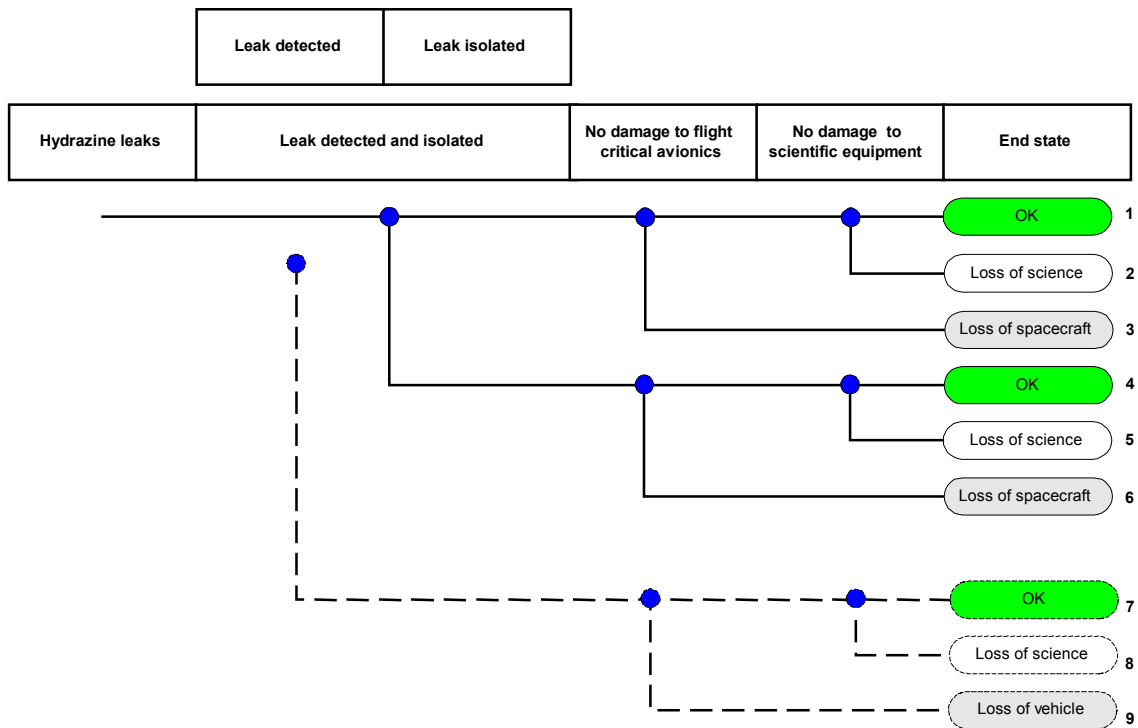 Leak detected
Leak isolated
Hydrazine leaks
Leak detected and isolated
No damage to flight
critical avionics
No damage to
scientific equipment
End state
OK
1
Loss of science
2
Loss of spacecraft
3
OK
4
Loss of science
5
Loss of spacecraft
6
OK
7
Loss of science
8
Loss of vehicle
9